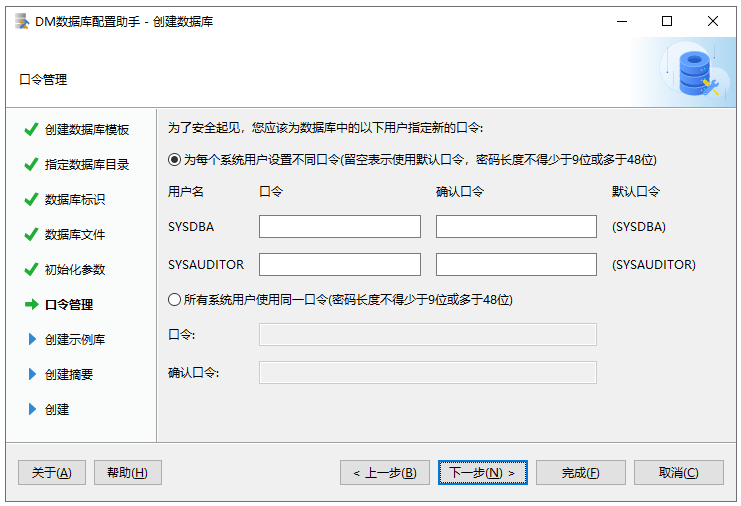 DM数据库配置助手 - 创建数据库
口令管理
创建数据库模板
指定数据库目录
数据库标识
数据库文件
初始化参数
口令管理
创建示例库
创建摘要
创建
为了安全起见，您应该为数据库中的以下用户指定新的口令:
为每个系统用户设置不同口令(留空表示使用默认口令，密码长度不得少于9位或多于48位)
用户名 口令 确认口令 默认口令
SYSDBA (SYSDBA)
SYSAUDITOR (SYSAUDITOR)
所有系统用户使用同一口令(密码长度不得少于9位或多于48位)
口令:
确认口令:
关于(A) 帮助(H) < 上一步(B) 下一步(N) > 完成(F) 取消(C)